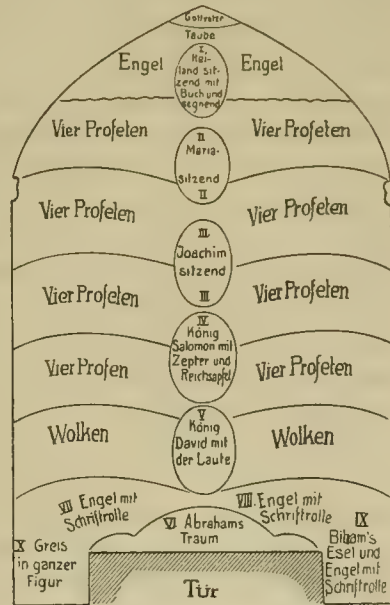 Gottvater
Taube
Engel
I. Hei-
land sit-
zend mit
Buch und
segnend
Engel
Vier Profeten
II
Maria-
sitzend
II
Vier Profeten
Vier Profeten
III
Joachim
sitzend
III
Vier Profeten
Vier Profeten
IV
König
Salomon mit
Zepter und
Reichsapfel
Vier Profeten
Vier Profen
V
König
David mit
der Laute
Vier Profeten
Wolken
Wolken
VII Engel mit
Schriftrolle
VIII. Engel mit
Schriftrolle
VI Abrahams
Traum
X Greis
in ganzer
Figur
IX
Bileam's
Esel und
Engel mit
Schriftrolle
Tür